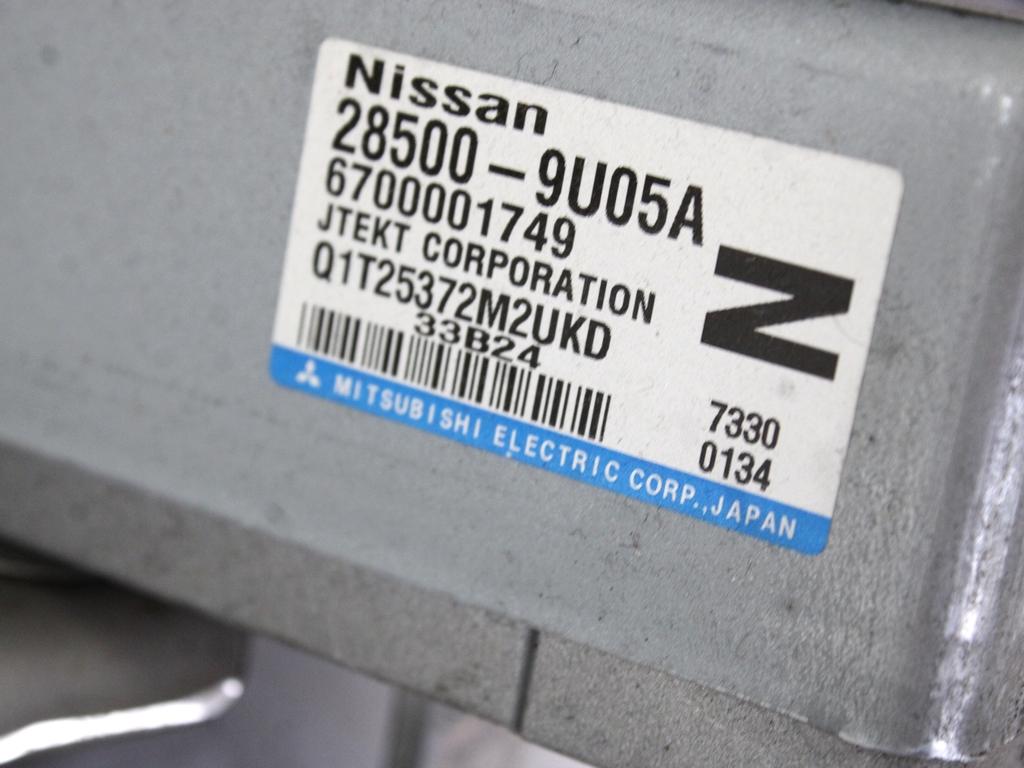 Nissan
28500-9U05A
6700001749
JTEKT CORPORATION
Q1T25372M2UKD
33B24
N
7330
0134
MITSUBISHI ELECTRIC CORP.,JAPAN